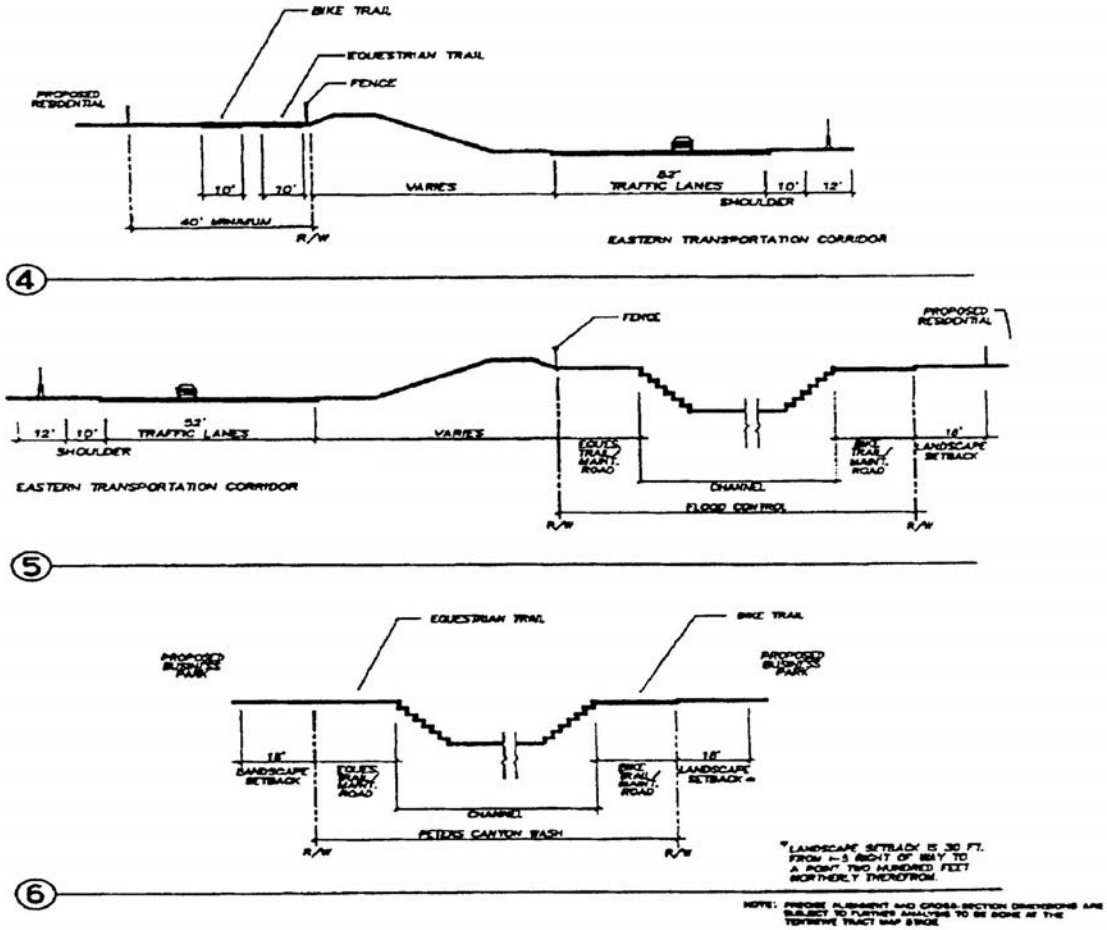 BIKE TRAIL
EQUESTRIAN TRAIL
FENCE
PROPOSED
RESIDENTIAL
10'
10'
VARIES
52'
TRAFFIC LANES
10'
12'
SHOULDER
40' MINIMUM
R/W
EASTERN TRANSPORTATION CORRIDOR
4
FENCE
PROPOSED
RESIDENTIAL
12'
10'
52'
TRAFFIC LANES
SHOULDER
VARIES
EQUES.
TRAIL/
MAINT.
ROAD
BIKE
TRAIL/
MAINT.
ROAD
LANDSCAPE
SETBACK
CHANNEL
EASTERN TRANSPORTATION CORRIDOR
FLOOD CONTROL
R/W
R/W
5
EQUESTRIAN TRAIL
BIKE TRAIL
PROPOSED
BUSINESS
PARK
PROPOSED
BUSINESS
PARK
LANDSCAPE
SETBACK
EQUES.
TRAIL/
MAINT.
ROAD
BIKE
TRAIL/
MAINT.
ROAD
LANDSCAPE
SETBACK
CHANNEL
PETERS CANYON WASH
R/W
R/W
LANDSCAPE SETBACK IS 30 FT.
FROM I-5 RIGHT OF WAY TO
A POINT TWO HUNDRED FEET
NORTHERLY THEREFROM.
6
NOTE: PRECISE ALIGNMENT AND CROSS-SECTION DIMENSIONS ARE
SUBJECT TO FURTHER ANALYSIS TO BE DONE AT THE
TENTATIVE TRACT MAP STAGE